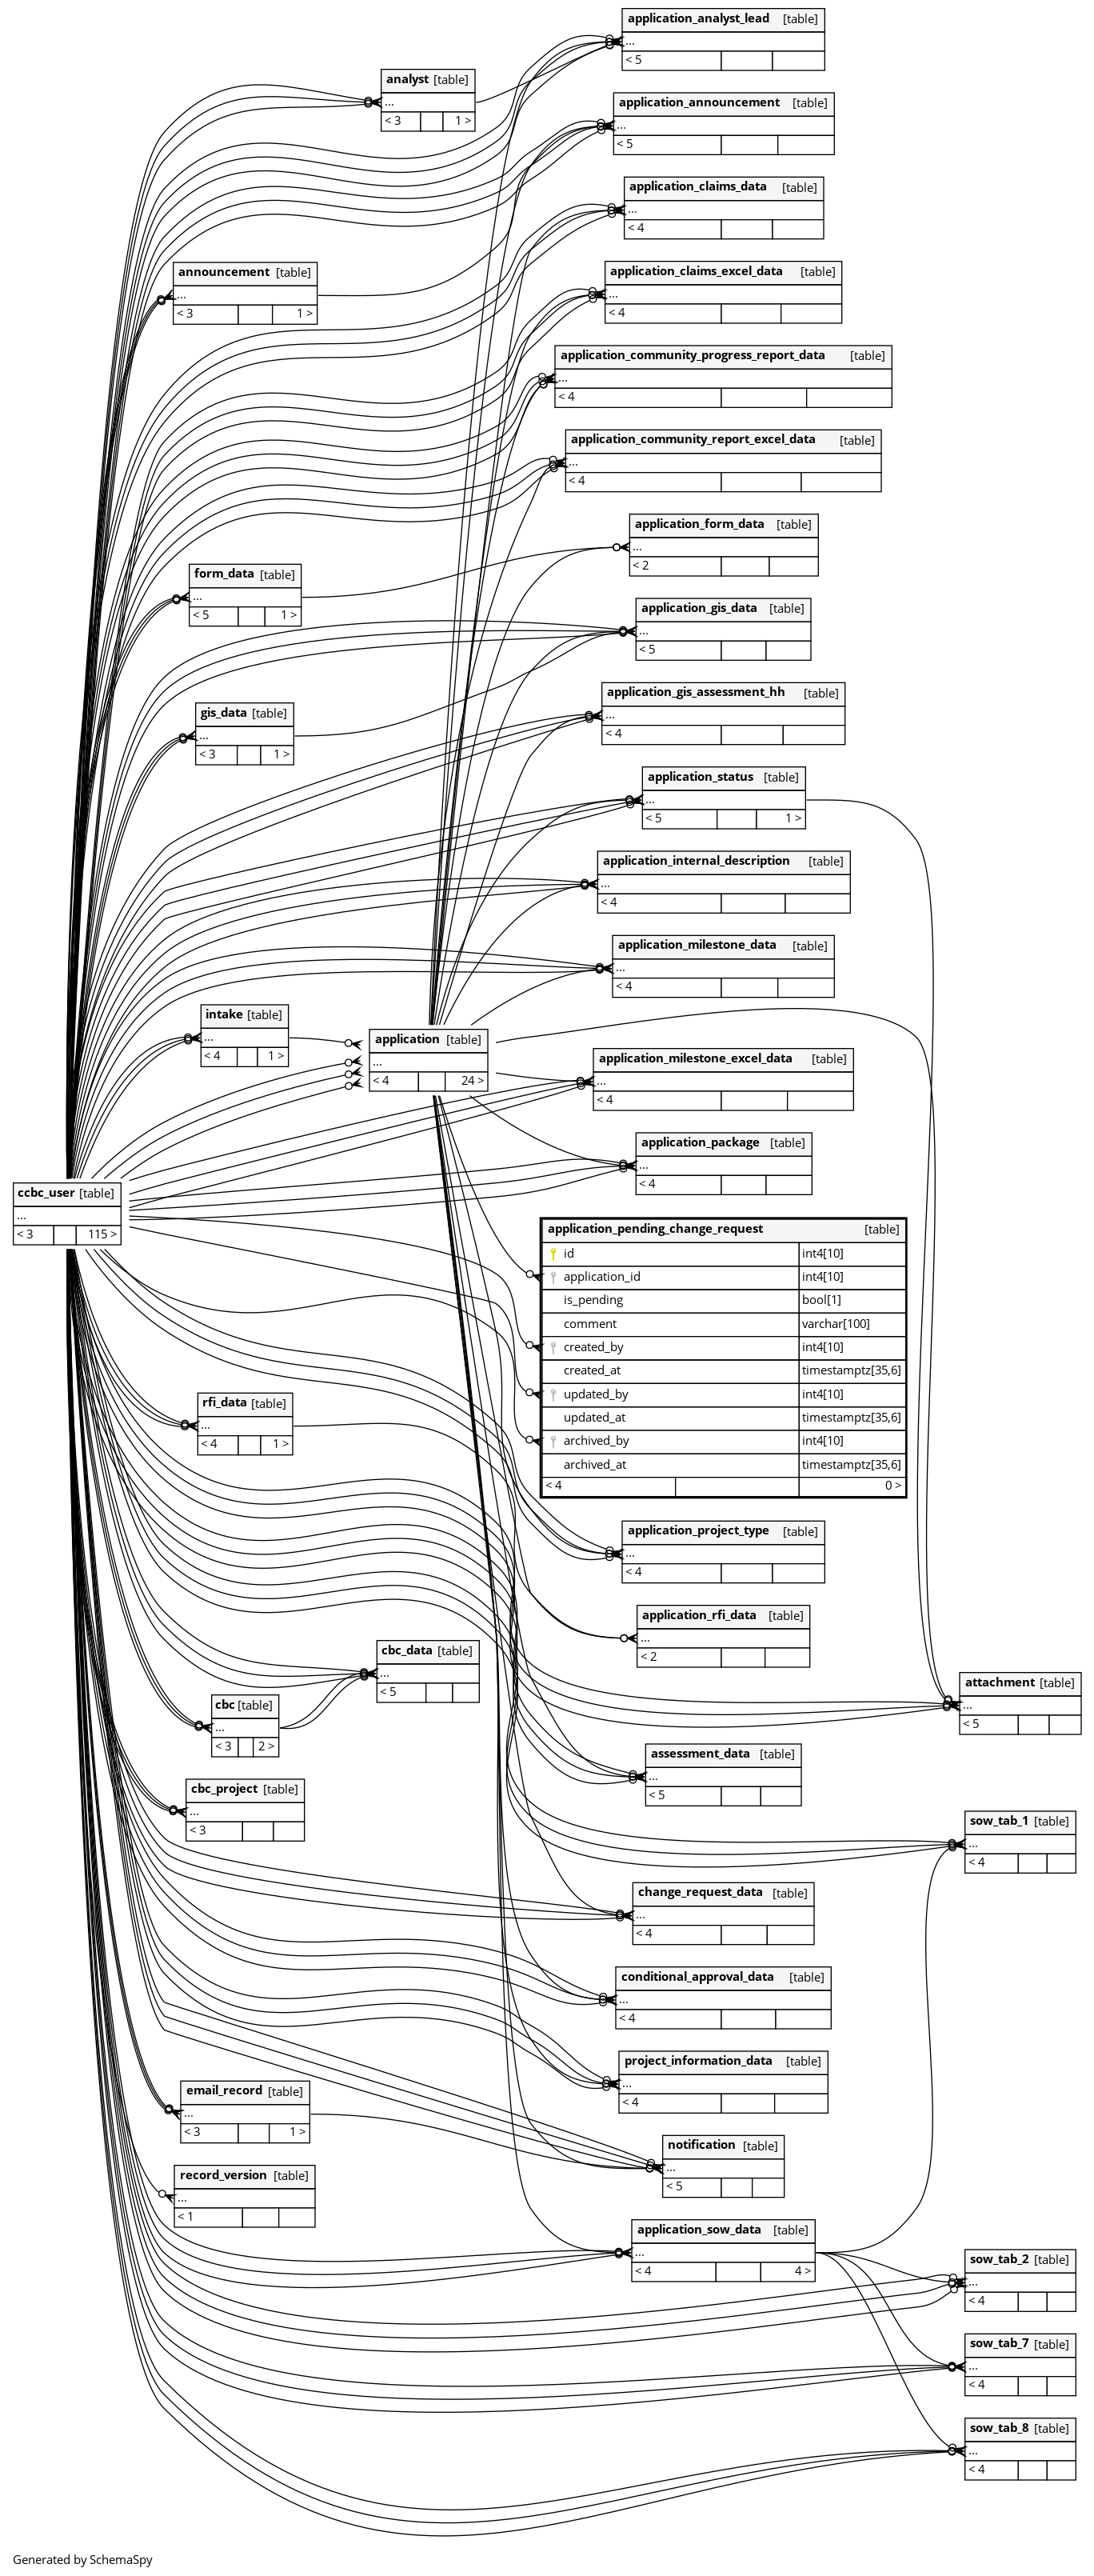 application_analyst_lead [table]
...
< 5
analyst [table]
...
< 3 1 >
application_announcement [table]
...
< 5
application_claims_data [table]
...
< 4
announcement [table]
...
< 3 1 >
application_claims_excel_data [table]
...
< 4
application_community_progress_report_data [table]
...
< 4
application_community_report_excel_data [table]
...
< 4
application_form_data [table]
...
< 2
form_data [table]
...
< 5 1 >
application_gis_data [table]
...
< 5
gis_data [table]
...
< 3 1 >
application_gis_assessment_hh [table]
...
< 4
application_status [table]
...
< 5 1 >
application_internal_description [table]
...
< 4
application_milestone_data [table]
...
< 4
intake [table]
...
< 4 1 >
application [table]
...
< 4 24 >
application_milestone_excel_data [table]
...
< 4
application_package [table]
...
< 4
ccbc_user [table]
...
< 3 115 >
application_pending_change_request [table]
id int4[10]
application_id int4[10]
is_pending bool[1]
comment varchar[100]
created_by int4[10]
created_at timestamptz[35,6]
updated_by int4[10]
updated_at timestamptz[35,6]
archived_by int4[10]
archived_at timestamptz[35,6]
< 4 0 >
rfi_data [table]
...
< 4 1 >
application_project_type [table]
...
< 4
application_rfi_data [table]
...
< 2
cbc_data [table]
...
< 5
attachment [table]
...
< 5
cbc [table]
...
< 3 2 >
assessment_data [table]
...
< 5
cbc_project [table]
...
< 3
sow_tab_1 [table]
...
< 4
change_request_data [table]
...
< 4
conditional_approval_data [table]
...
< 4
project_information_data [table]
...
< 4
email_record [table]
...
< 3 1 >
notification [table]
...
< 5
record_version [table]
...
< 1
application_sow_data [table]
...
< 4 4 >
sow_tab_2 [table]
...
< 4
sow_tab_7 [table]
...
< 4
sow_tab_8 [table]
...
< 4
Generated by SchemaSpy